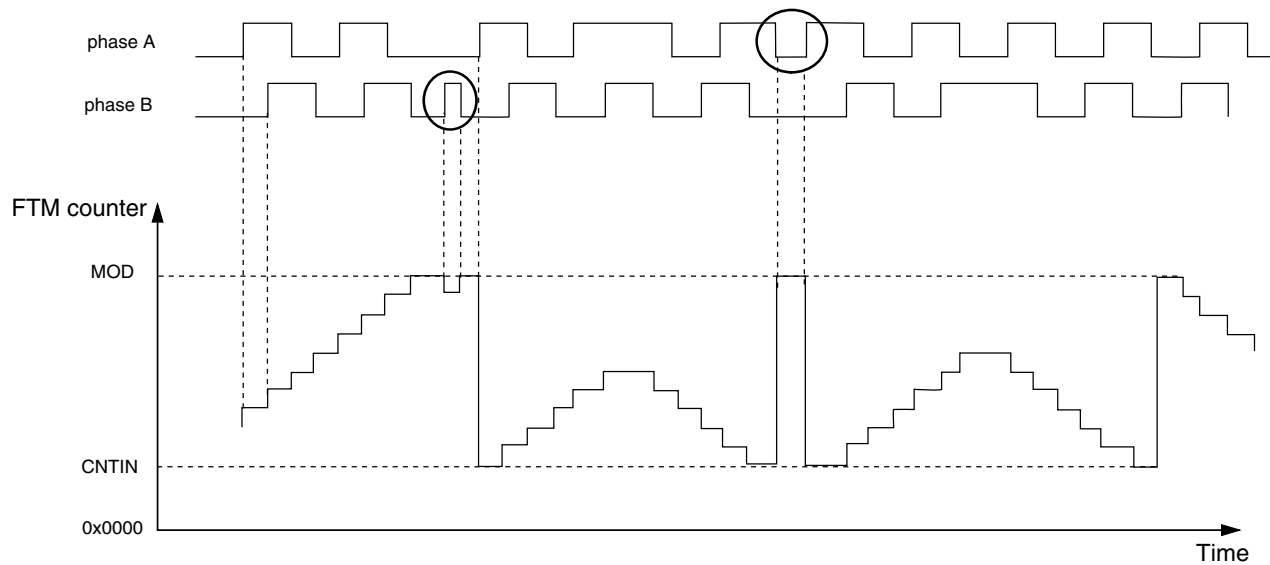 phase A
phase B
FTM counter
MOD
CNTIN
0x0000
Time